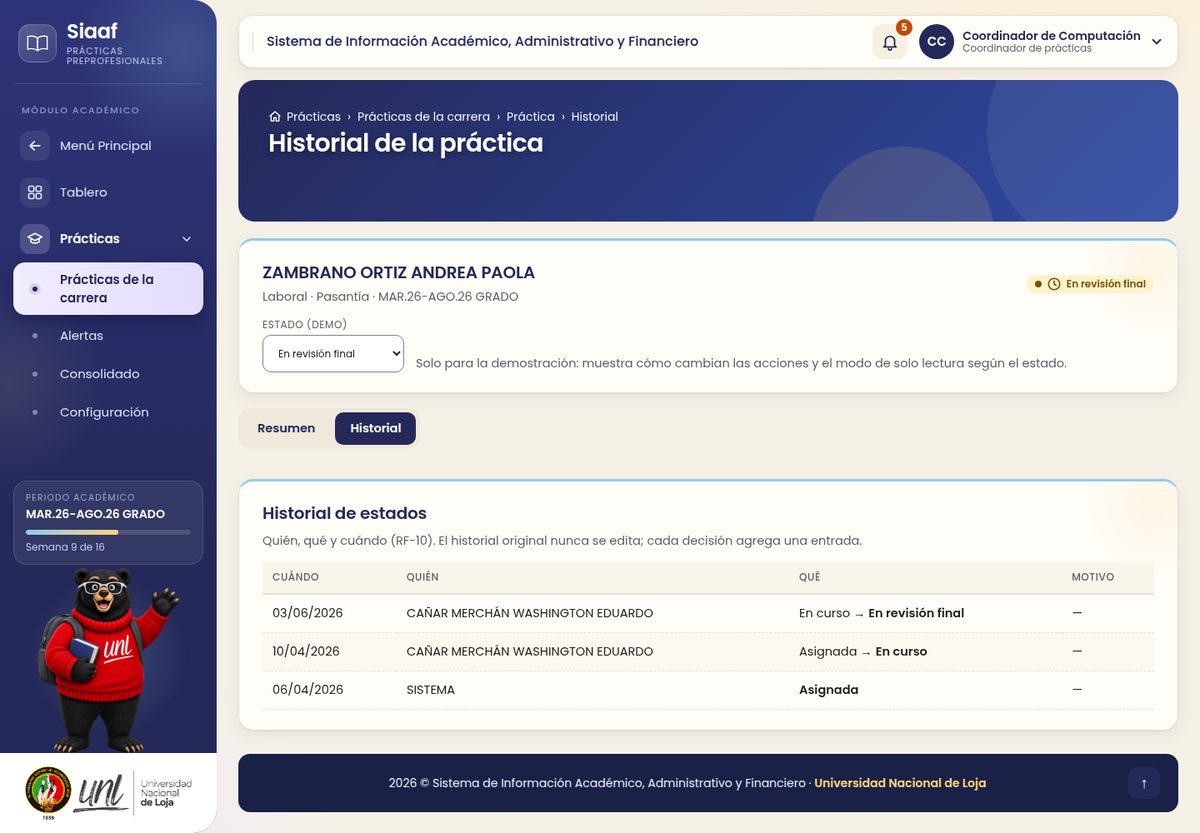 Siaaf
PRÁCTICAS
PREPROFESIONALES
MÓDULO ACADÉMICO
Menú Principal
Tablero
Prácticas
Prácticas de la
carrera
Alertas
Consolidado
Configuración
PERIODO ACADÉMICO
MAR.26-AGO.26 GRADO
Semana 9 de 16
unl
1859
unl
Universidad
Nacional
de Loja
Sistema de Información Académico, Administrativo y Financiero
5
CC
Coordinador de Computación
Coordinador de prácticas
Prácticas › Prácticas de la carrera › Práctica › Historial
Historial de la práctica
ZAMBRANO ORTIZ ANDREA PAOLA
Laboral · Pasantía · MAR.26-AGO.26 GRADO
En revisión final
ESTADO (DEMO)
En revisión final
Solo para la demostración: muestra cómo cambian las acciones y el modo de solo lectura según el estado.
Resumen
Historial
Historial de estados
Quién, qué y cuándo (RF-10). El historial original nunca se edita; cada decisión agrega una entrada.
CUÁNDO QUIÉN QUÉ MOTIVO
03/06/2026 CAÑAR MERCHÁN WASHINGTON EDUARDO En curso → En revisión final —
10/04/2026 CAÑAR MERCHÁN WASHINGTON EDUARDO Asignada → En curso —
06/04/2026 SISTEMA Asignada —
2026 © Sistema de Información Académico, Administrativo y Financiero · Universidad Nacional de Loja
↑